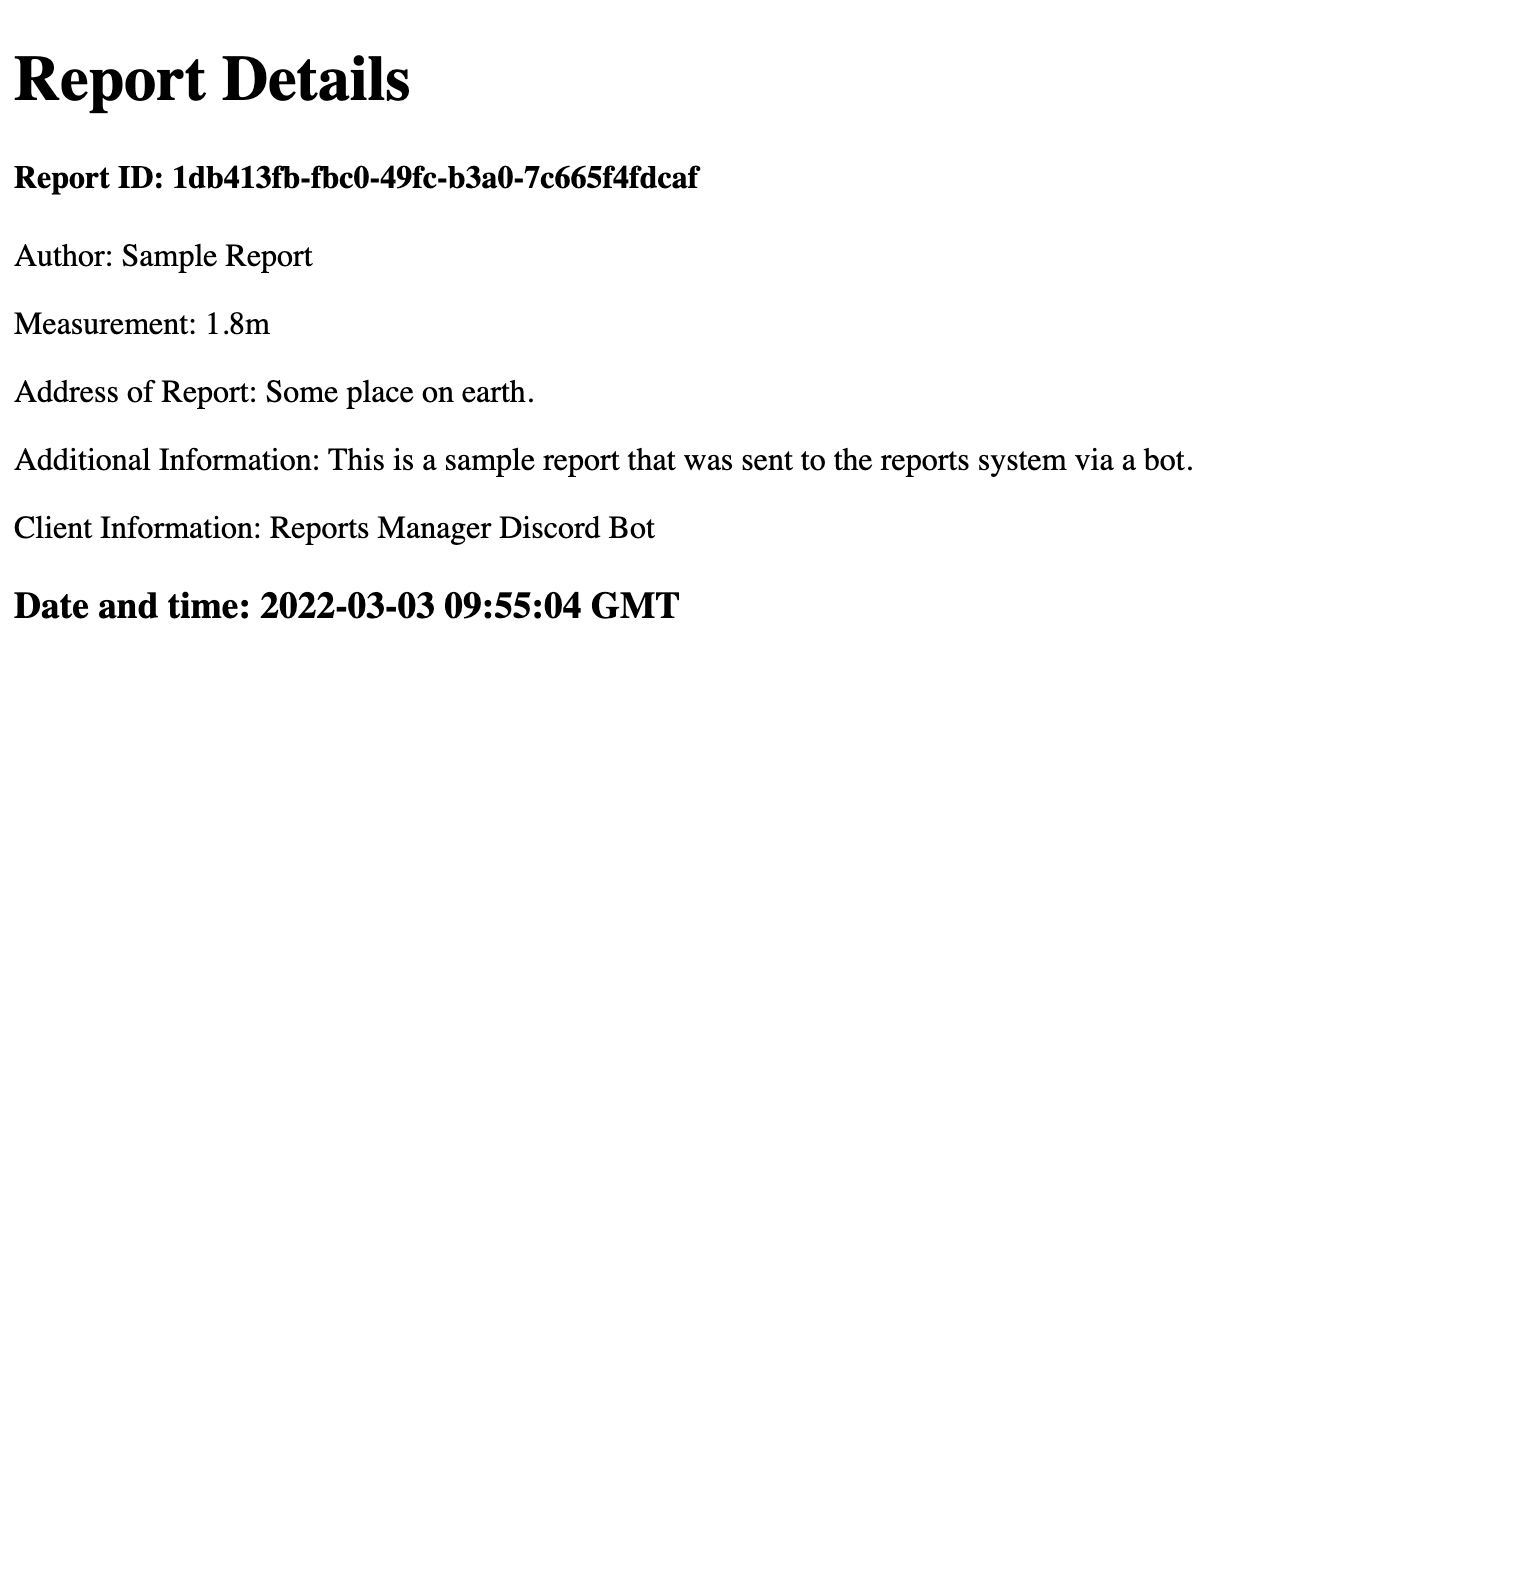 Report Details
Report ID: 1db413fb-fbc0-49fc-b3a0-7c665f4fdcaf
Author: Sample Report
Measurement: 1.8m
Address of Report: Some place on earth.
Additional Information: This is a sample report that was sent to the reports system via a bot.
Client Information: Reports Manager Discord Bot
Date and time: 2022-03-03 09:55:04 GMT